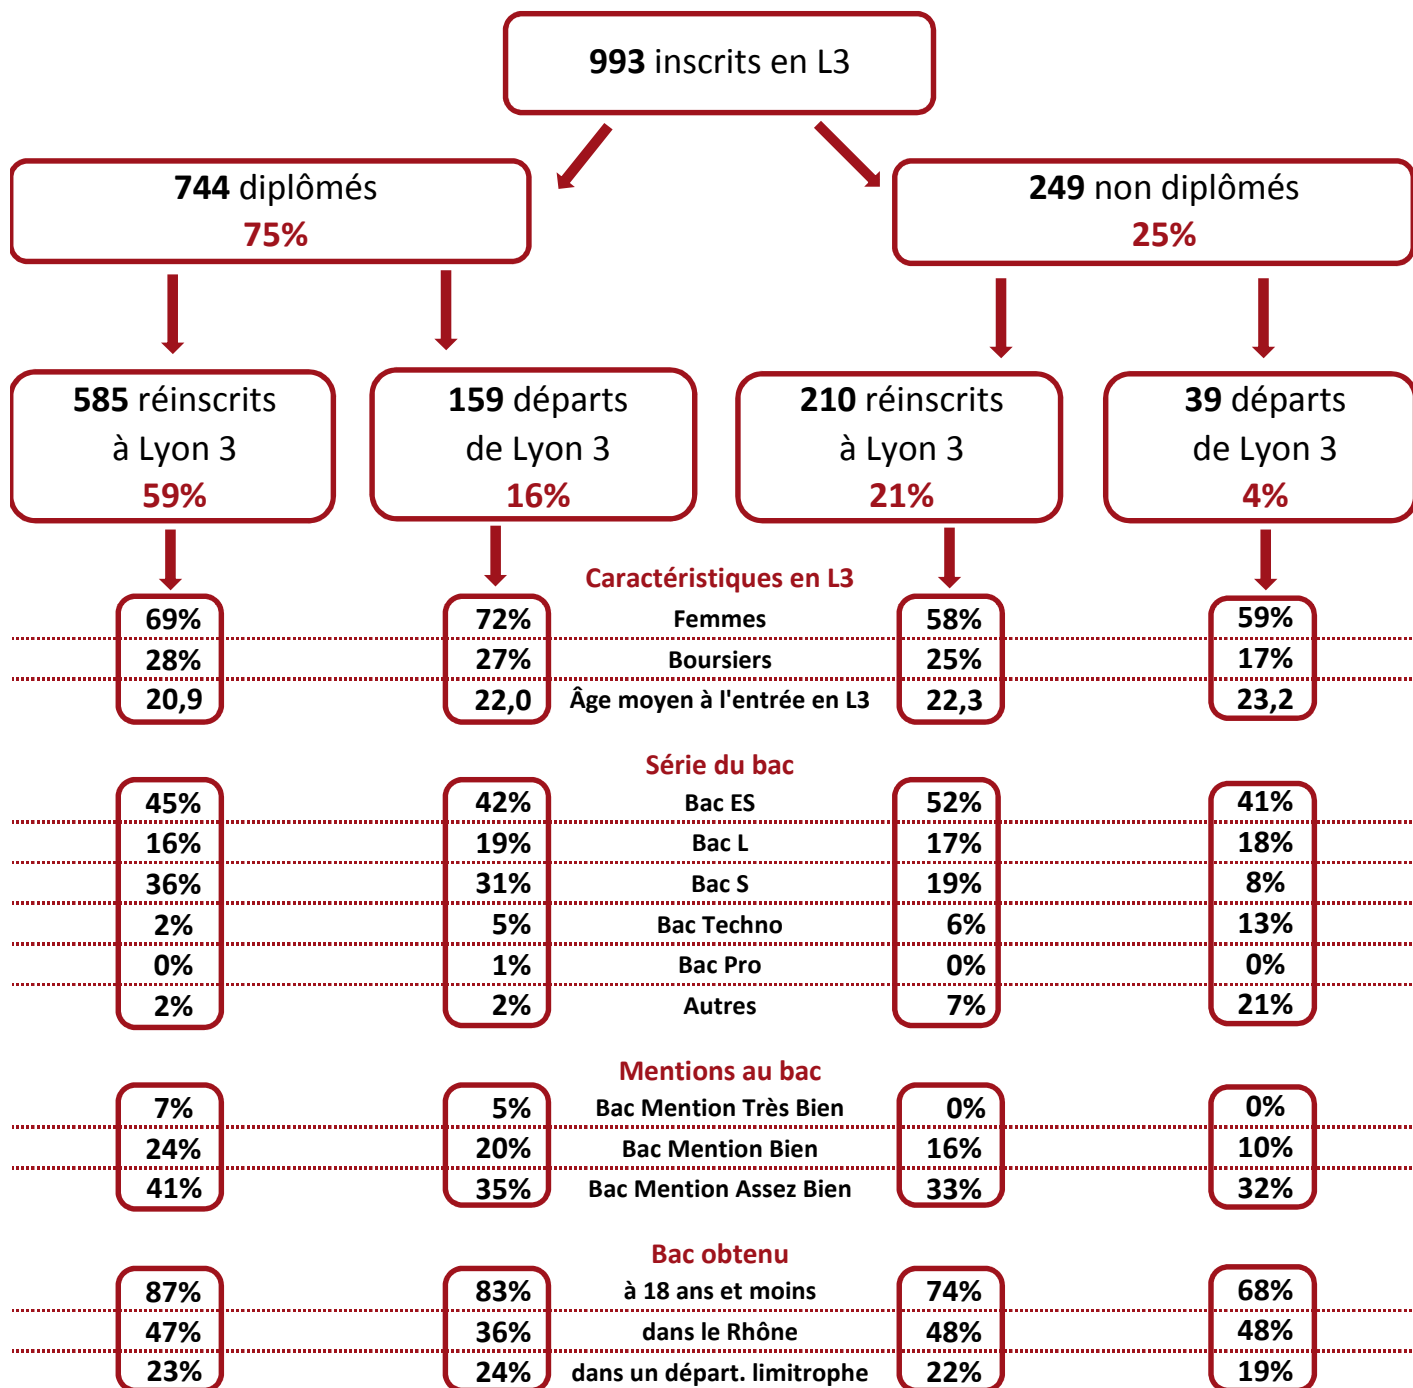 993 inscrits en L3
744 diplômés
75%
249 non diplômés
25%
585 réinscrits
à Lyon 3
59%
159 départs
de Lyon 3
16%
210 réinscrits
à Lyon 3
21%
39 départs
de Lyon 3
4%
Caractéristiques en L3
69% 72% Femmes 58% 59%
28% 27% Boursiers 25% 17%
20,9 22,0 Âge moyen à l'entrée en L3 22,3 23,2
Série du bac
45% 42% Bac ES 52% 41%
16% 19% Bac L 17% 18%
36% 31% Bac S 19% 8%
2% 5% Bac Techno 6% 13%
0% 1% Bac Pro 0% 0%
2% 2% Autres 7% 21%
Mentions au bac
7% 5% Bac Mention Très Bien 0% 0%
24% 20% Bac Mention Bien 16% 10%
41% 35% Bac Mention Assez Bien 33% 32%
Bac obtenu
87% 83% à 18 ans et moins 74% 68%
47% 36% dans le Rhône 48% 48%
23% 24% dans un départ. limitrophe 22% 19%